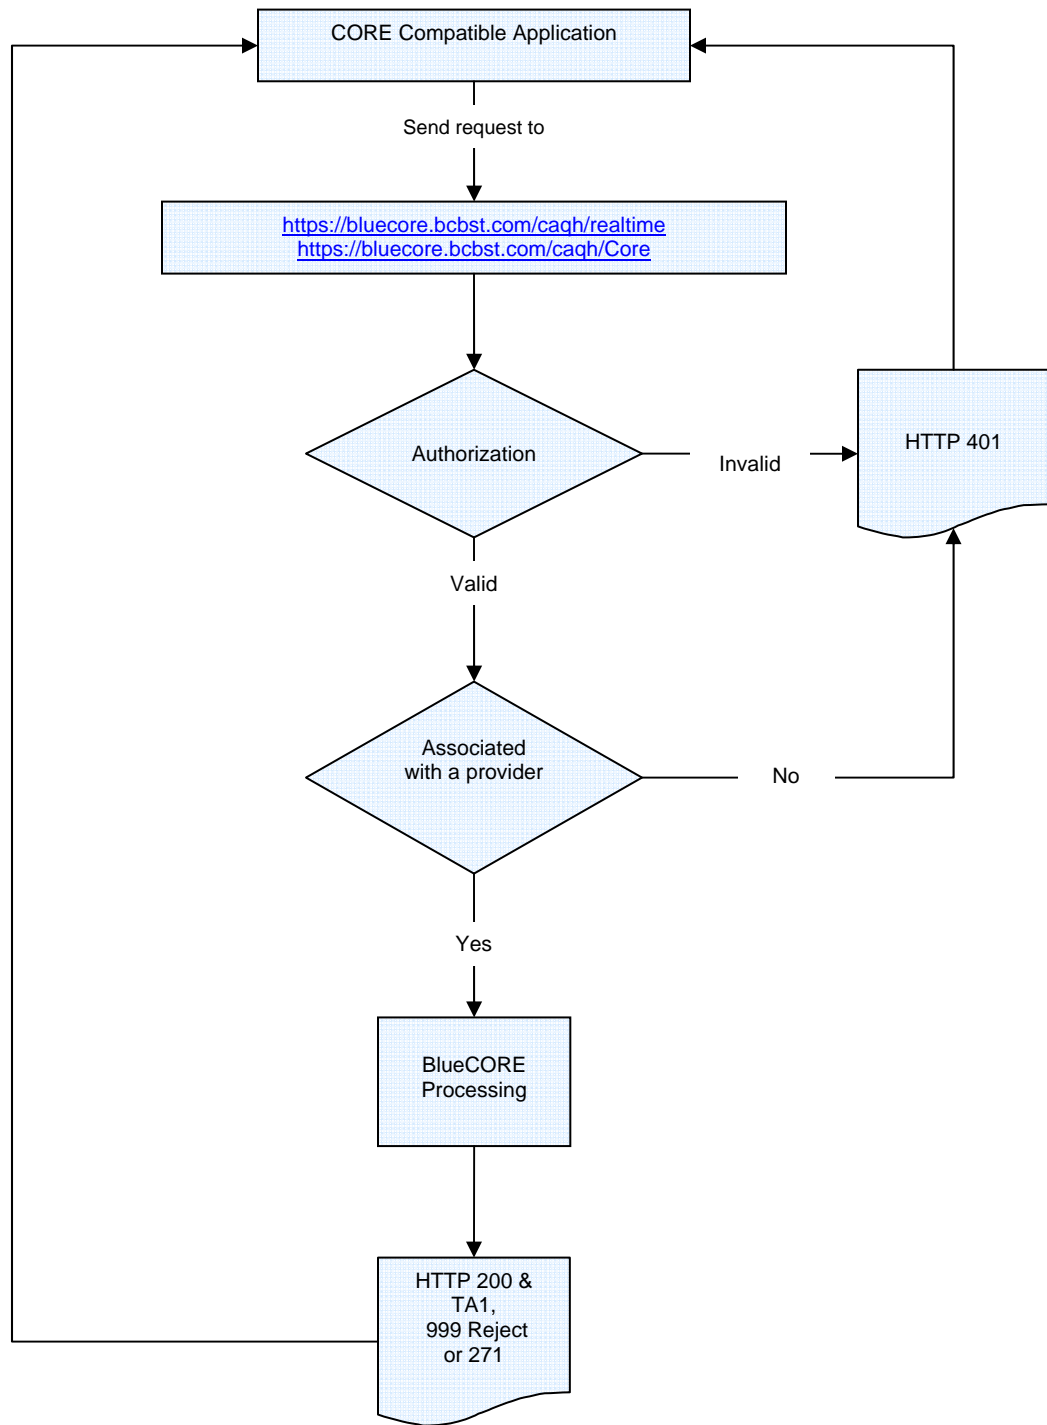 CORE Compatible Application
Send request to
https://bluecore.bcbst.com/caqh/realtime
https://bluecore.bcbst.com/caqh/Core
Authorization
Invalid
HTTP 401
Valid
Associated
with a provider
No
Yes
BlueCORE
Processing
HTTP 200 &
TA1,
999 Reject
or 271